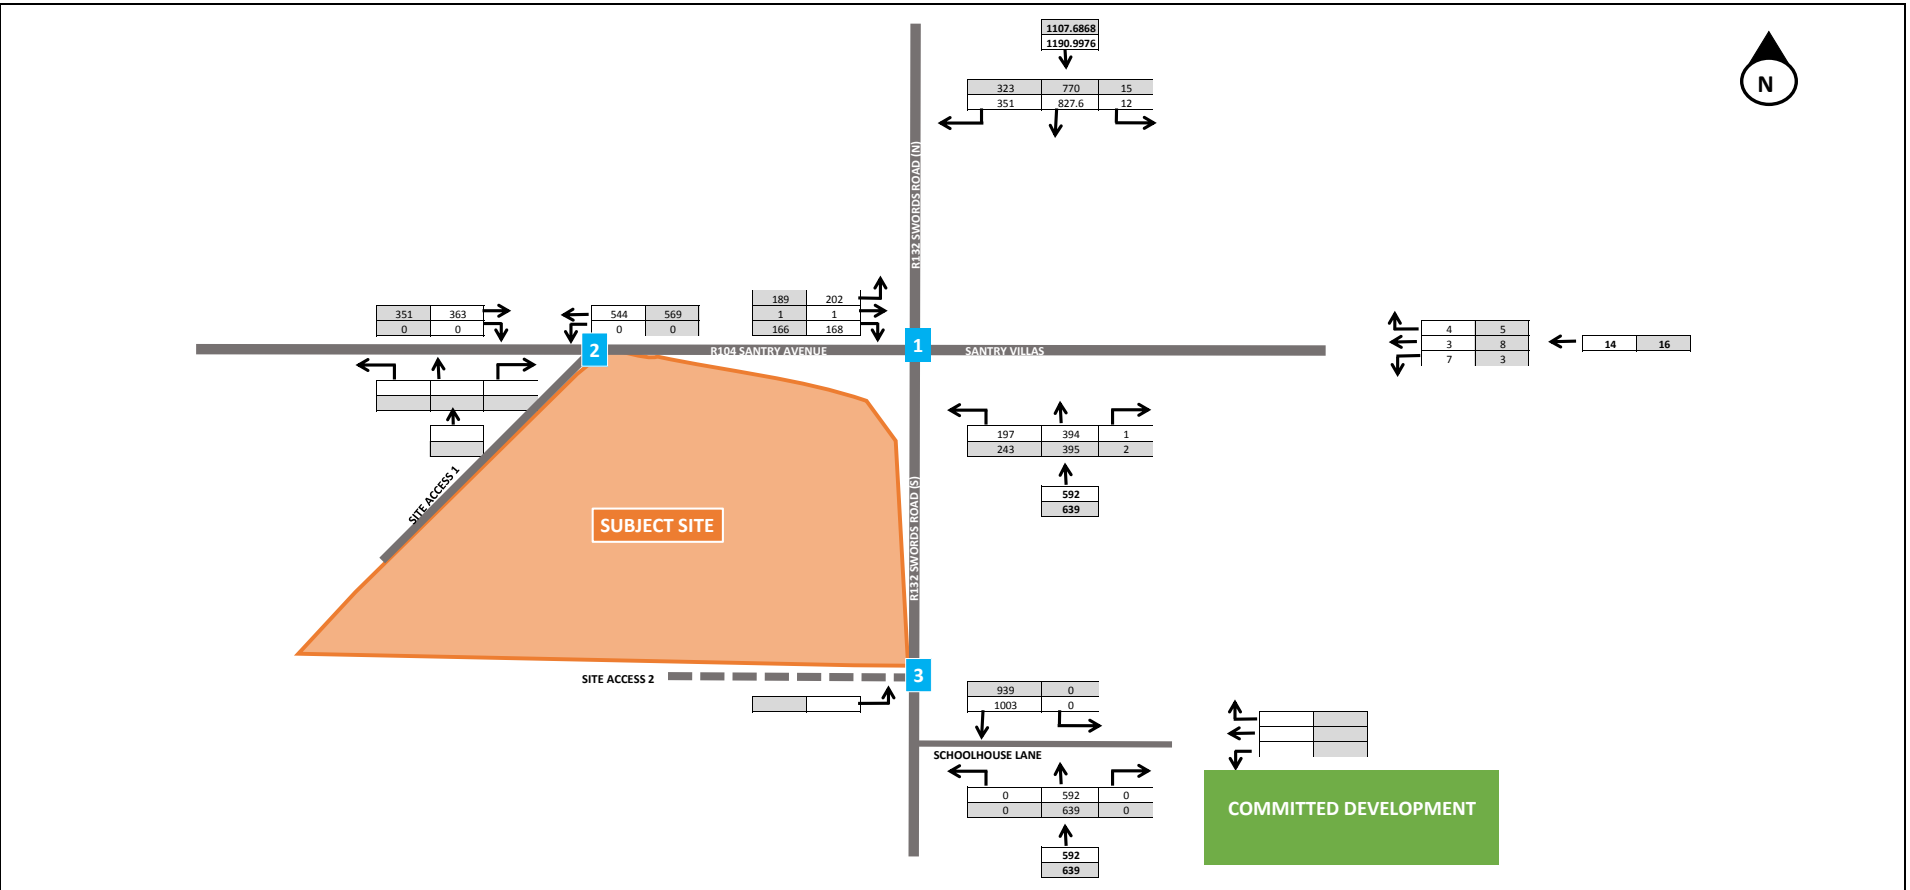 1107.6868
1190.9976
N
323 770 15
351 827.6 12
R132 SWORDS ROAD (N)
189 202
1 1
166 168
351 363
0 0
544 569
0 0
2
R104 SANTRY AVENUE
1
SANTRY VILLAS
4 5
3 8
7 3
14 16
197 394 1
243 395 2
592
639
SITE ACCESS 1
SUBJECT SITE
R132 SWORDS ROAD (S)
3
SITE ACCESS 2
939 0
1003 0
SCHOOLHOUSE LANE
0 592 0
0 639 0
592
639
COMMITTED DEVELOPMENT